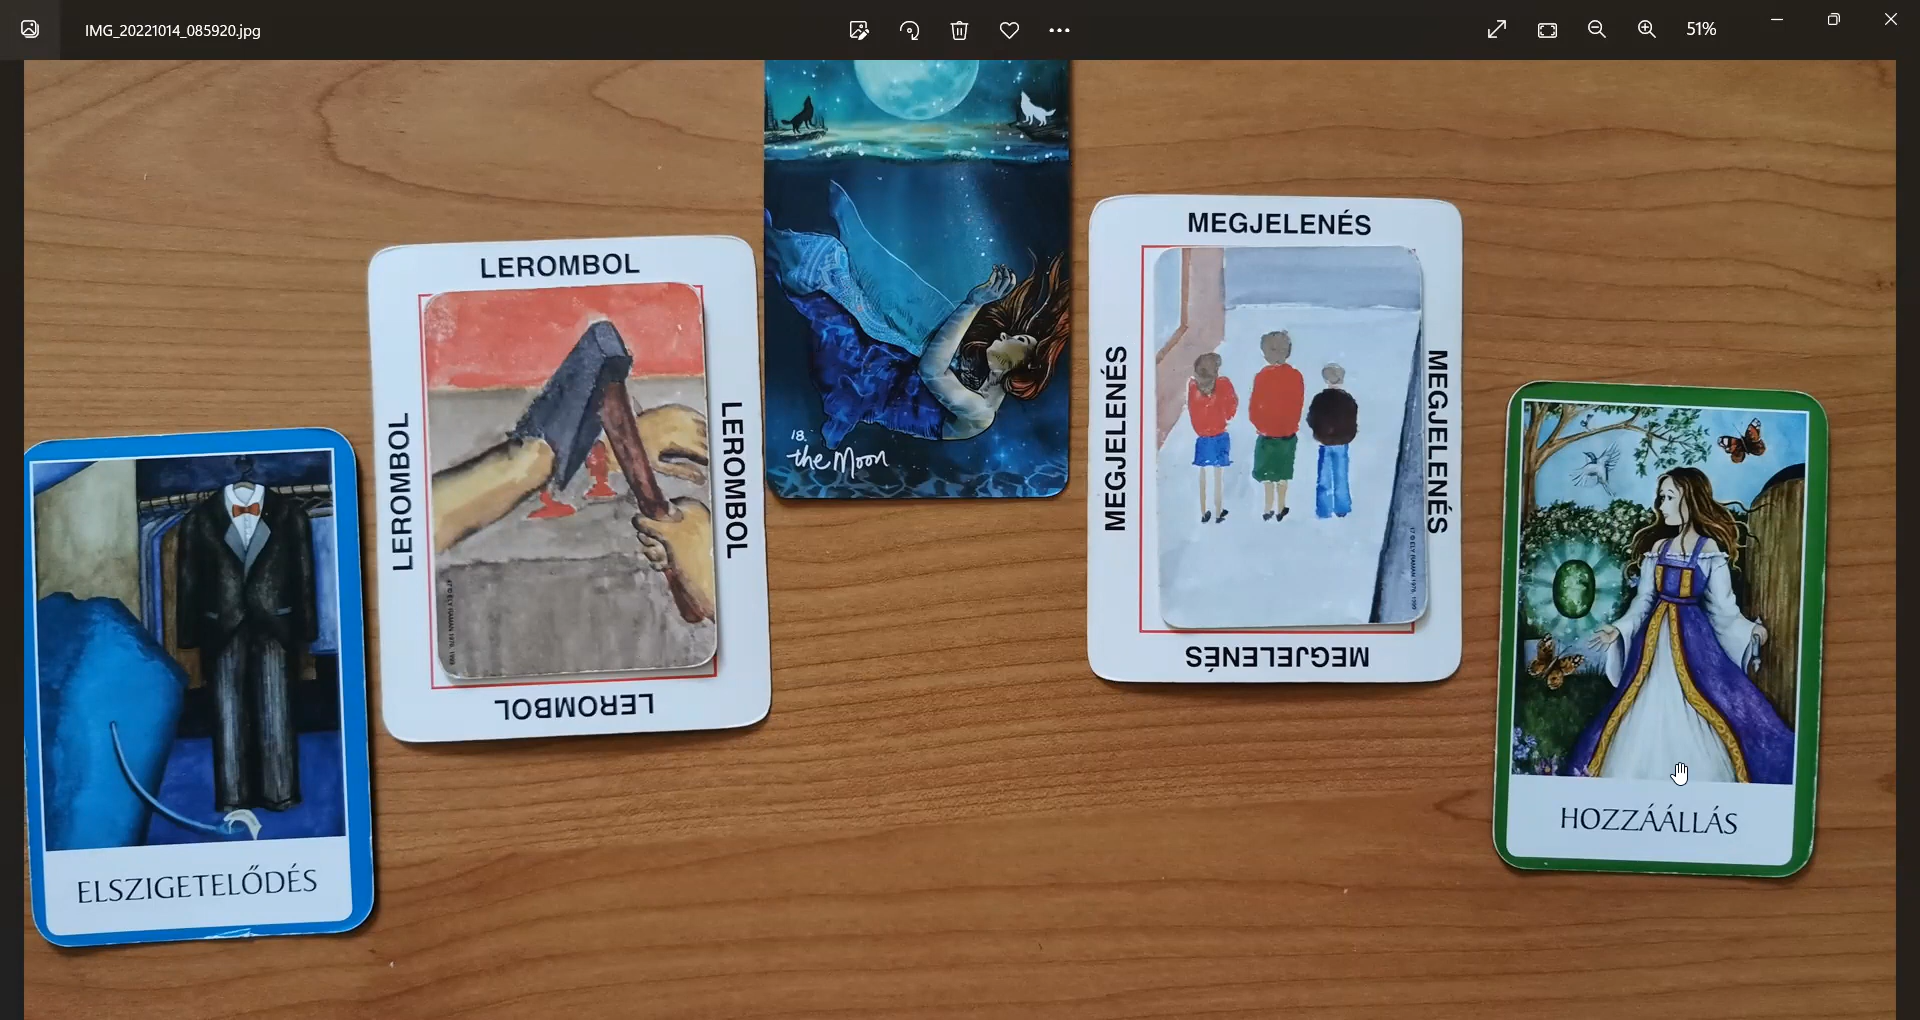 IMG_20221014_085920.jpg
51%
LEROMBOL
LEROMBOL
LEROMBOL
LEROMBOL
18.
the Moon
MEGJELENÉS
MEGJELENÉS
MEGJELENÉS
MEGJELENÉS
ELSZIGETELŐDÉS
HOZZÁÁLLÁS